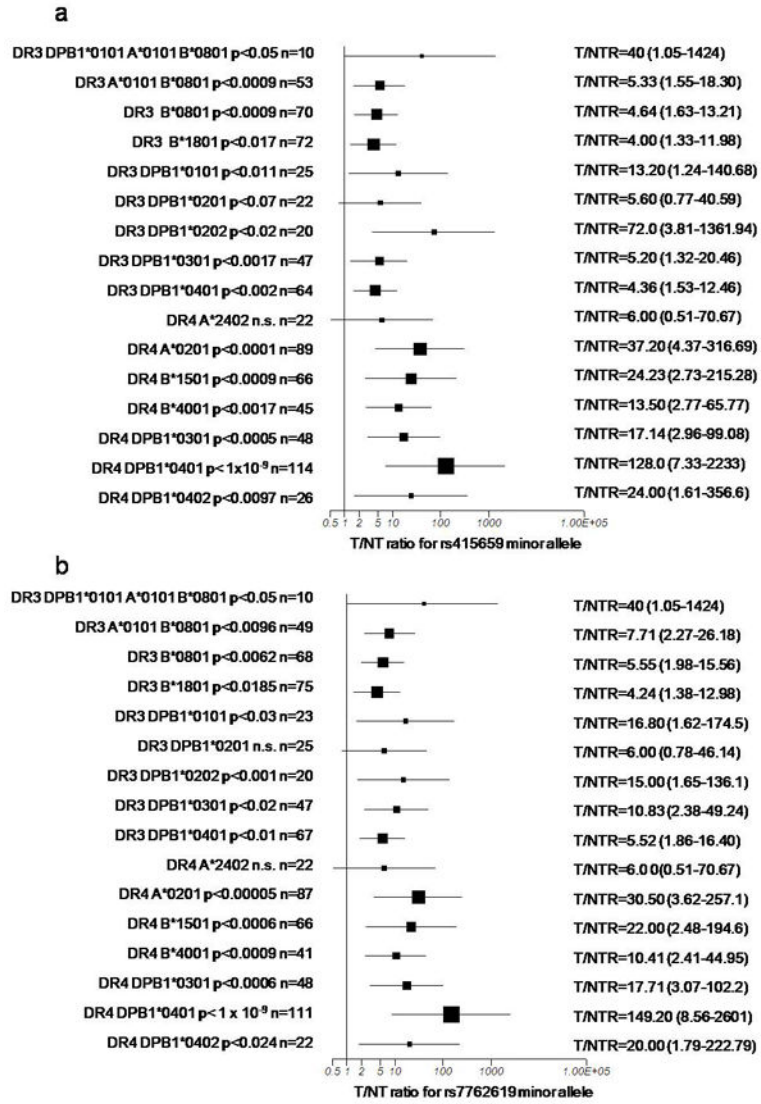 a
DR3 DPB1*0101 A*0101 B*0801 p<0.05 n=10 T/NTR=40 (1.05-1424)
DR3 A*0101 B*0801 p<0.0009 n=53 T/NTR=5.33 (1.55-18.30)
DR3 B*0801 p<0.0009 n=70 T/NTR=4.64 (1.63-13.21)
DR3 B*1801 p<0.017 n=72 T/NTR=4.00 (1.33-11.98)
DR3 DPB1*0101 p<0.011 n=25 T/NTR=13.20 (1.24-140.68)
DR3 DPB1*0201 p<0.07 n=22 T/NTR=5.60 (0.77-40.59)
DR3 DPB1*0202 p<0.02 n=20 T/NTR=72.0 (3.81-1361.94)
DR3 DPB1*0301 p<0.0017 n=47 T/NTR=5.20 (1.32-20.46)
DR3 DPB1*0401 p<0.002 n=64 T/NTR=4.36 (1.53-12.46)
DR4 A*2402 n.s. n=22 T/NTR=6.00 (0.51-70.67)
DR4 A*0201 p<0.0001 n=89 T/NTR=37.20 (4.37-316.69)
DR4 B*1501 p<0.0009 n=66 T/NTR=24.23 (2.73-215.28)
DR4 B*4001 p<0.0017 n=45 T/NTR=13.50 (2.77-65.77)
DR4 DPB1*0301 p<0.0005 n=48 T/NTR=17.14 (2.96-99.08)
DR4 DPB1*0401 p<1x10⁻⁹ n=114 T/NTR=128.0 (7.33-2233)
DR4 DPB1*0402 p<0.0097 n=26 T/NTR=24.00 (1.61-356.6)
0.5 1 2 5 10 100 1000 1.00E+05
T/NT ratio for rs415659 minor allele
b
DR3 DPB1*0101 A*0101 B*0801 p<0.05 n=10 T/NTR=40 (1.05-1424)
DR3 A*0101 B*0801 p<0.0096 n=49 T/NTR=7.71 (2.27-26.18)
DR3 B*0801 p<0.0062 n=68 T/NTR=5.55 (1.98-15.56)
DR3 B*1801 p<0.0185 n=75 T/NTR=4.24 (1.38-12.98)
DR3 DPB1*0101 p<0.03 n=23 T/NTR=16.80 (1.62-174.5)
DR3 DPB1*0201 n.s. n=25 T/NTR=6.00 (0.78-46.14)
DR3 DPB1*0202 p<0.001 n=20 T/NTR=15.00 (1.65-136.1)
DR3 DPB1*0301 p<0.02 n=47 T/NTR=10.83 (2.38-49.24)
DR3 DPB1*0401 p<0.01 n=67 T/NTR=5.52 (1.86-16.40)
DR4 A*2402 n.s. n=22 T/NTR=6.00 (0.51-70.67)
DR4 A*0201 p<0.00005 n=87 T/NTR=30.50 (3.62-257.1)
DR4 B*1501 p<0.0006 n=66 T/NTR=22.00 (2.48-194.6)
DR4 B*4001 p<0.0009 n=41 T/NTR=10.41 (2.41-44.95)
DR4 DPB1*0301 p<0.0006 n=48 T/NTR=17.71 (3.07-102.2)
DR4 DPB1*0401 p<1 x 10⁻⁹ n=111 T/NTR=149.20 (8.56-2601)
DR4 DPB1*0402 p<0.024 n=22 T/NTR=20.00 (1.79-222.79)
0.5 1 2 5 10 100 1000 1.00E+05
T/NT ratio for rs7762619 minor allele